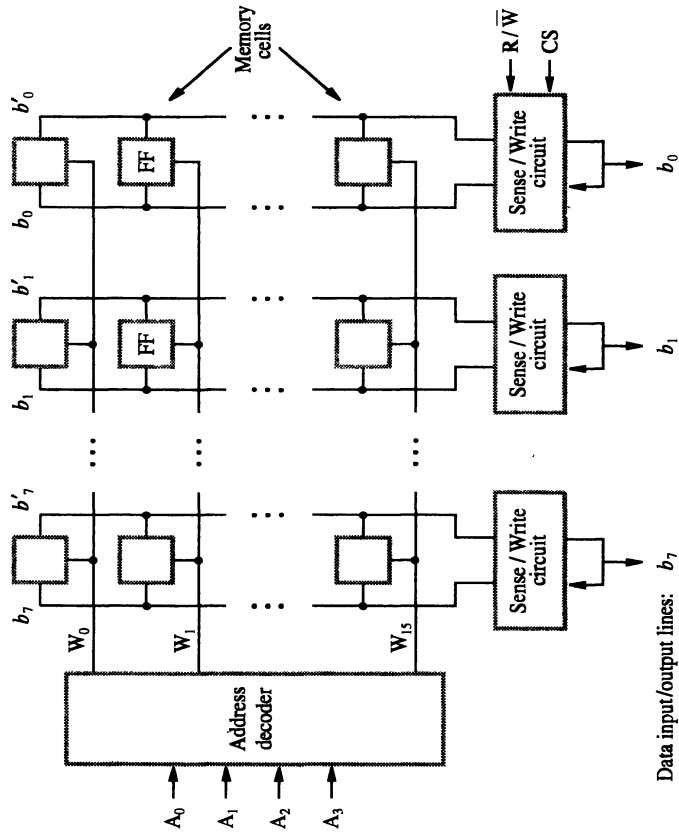 b₇ b′₇ b₁ b′₁ b₀ b′₀
W₀ ...
FF FF
Memory cells
W₁ ...
A₀
A₁
A₂
A₃
Address decoder
... ... ... ... ... ...
W₁₅ ...
Sense / Write circuit
Sense / Write circuit
Sense / Write circuit
R / W̅
CS
Data input/output lines: b₇ b₁ b₀